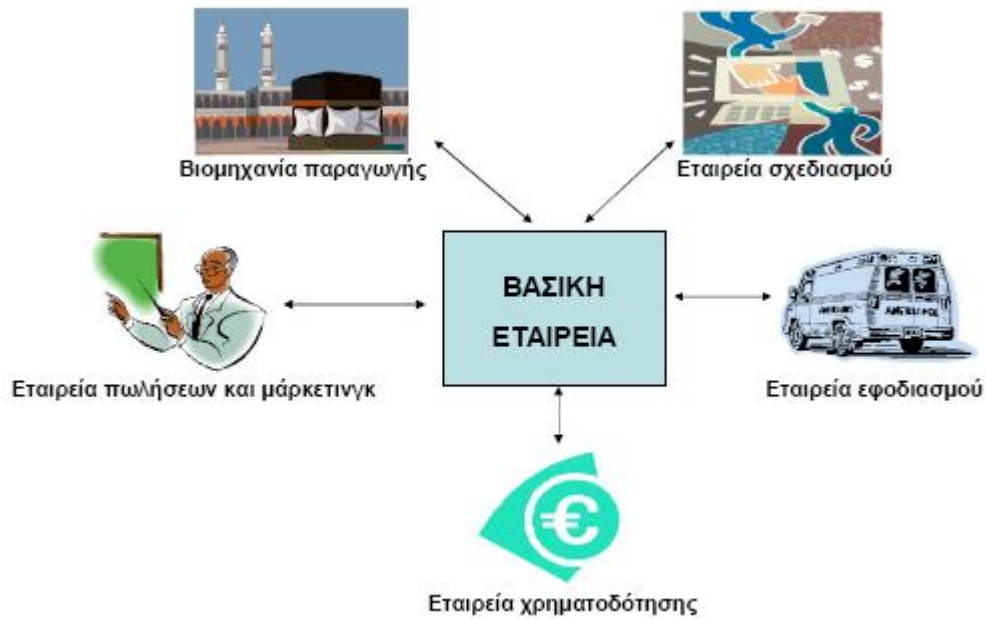 Βιομηχανία παραγωγής
Εταιρεία σχεδιασμού
ΒΑΣΙΚΗ
ΕΤΑΙΡΕΙΑ
Εταιρεία πωλήσεων και μάρκετινγκ
Εταιρεία εφοδιασμού
Εταιρεία χρηματοδότησης